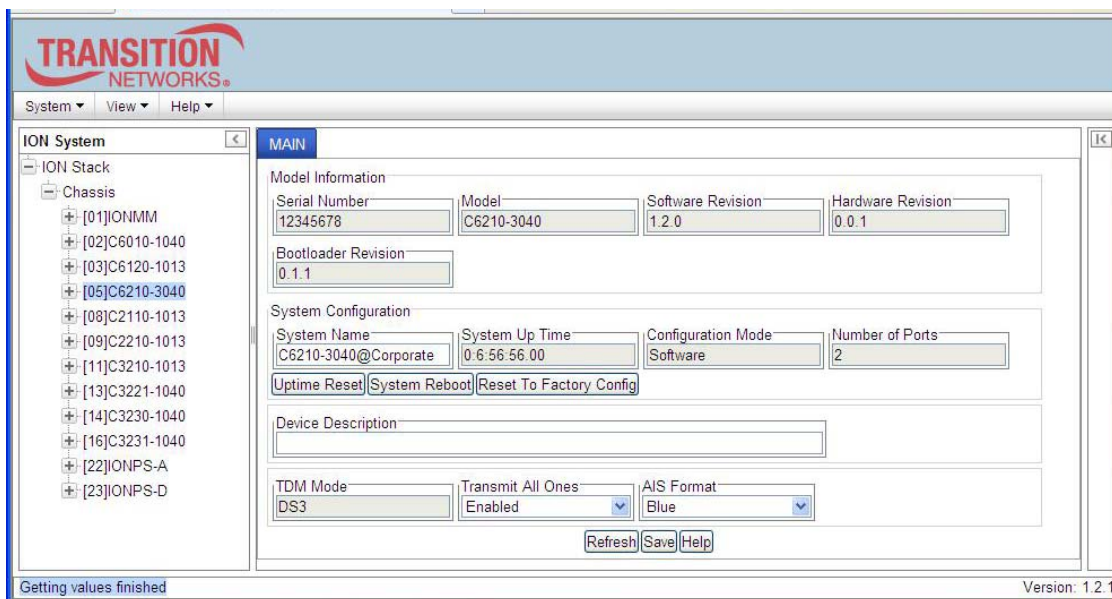 TRANSITION
NETWORKS®
System View Help
ION System
ION Stack
Chassis
[01]IONMM
[02]C6010-1040
[03]C6120-1013
[05]C6210-3040
[08]C2110-1013
[09]C2210-1013
[11]C3210-1013
[13]C3221-1040
[14]C3230-1040
[16]C3231-1040
[22]IONPS-A
[23]IONPS-D
MAIN
Model Information
Serial Number Model Software Revision Hardware Revision
12345678 C6210-3040 1.2.0 0.0.1
Bootloader Revision
0.1.1
System Configuration
System Name System Up Time Configuration Mode Number of Ports
C6210-3040@Corporate 0:6:56:56.00 Software 2
Uptime Reset System Reboot Reset To Factory Config
Device Description
TDM Mode Transmit All Ones AIS Format
DS3 Enabled Blue
Refresh Save Help
Getting values finished
Version: 1.2.1